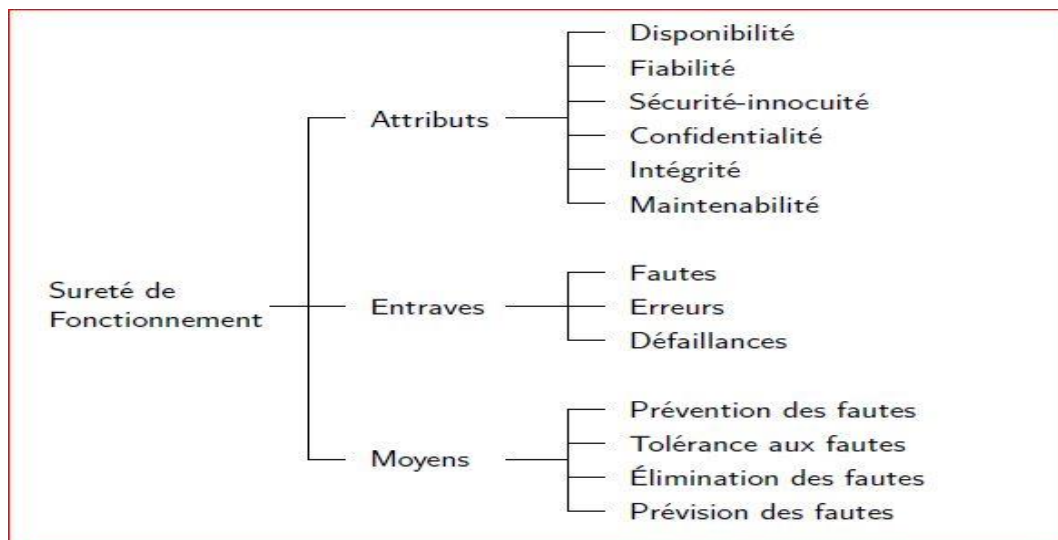 Disponibilité
Fiabilité
Sécurité-innocuité
Attributs
Confidentialité
Intégrité
Maintenabilité
Sureté de
Fonctionnement
Entraves
Fautes
Erreurs
Défaillances
Moyens
Prévention des fautes
Tolérance aux fautes
Élimination des fautes
Prévision des fautes